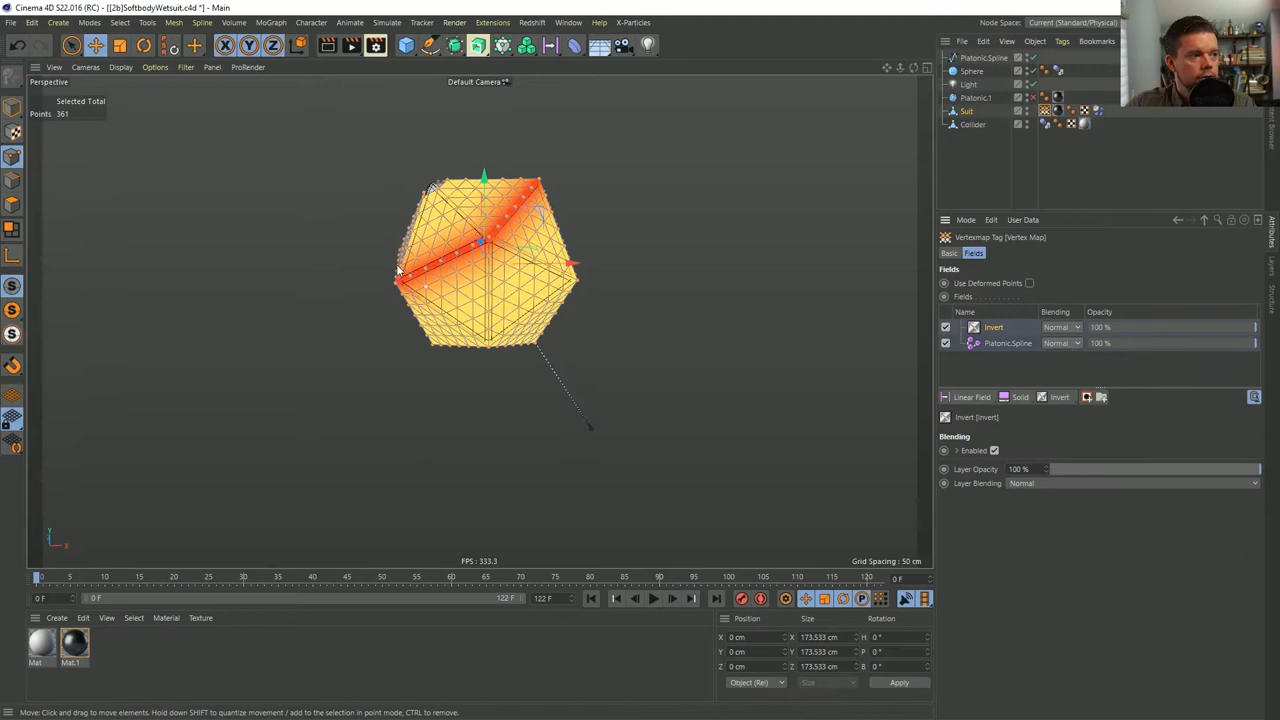 Cinema 4D S22.016 (RC) - [[2b]SoftbodyWetsuit.c4d *] - Main
File Edit Create Modes Select Tools Mesh Spline Volume MoGraph Character Animate Simulate Tracker Render Extensions Redshift Window Help X-Particles
Node Space: Current (Standard/Physical)
View Cameras Display Options Filter Panel ProRender
File Edit View Object Tags Bookmarks
Perspective
Default Camera
Selected Total
Points 361
Platonic.Spline
Sphere
Light
Platonic.1
Suit
Collider
Mode Edit User Data
Vertexmap Tag [Vertex Map]
Basic Fields
Fields
Use Deformed Points
Fields
Name Blending Opacity
Invert Normal 100 %
Platonic.Spline Normal 100 %
Linear Field Solid Invert
Invert [Invert]
Blending
Enabled
Layer Opacity 100 %
Layer Blending Normal
Attributes
Layers
Structure
Y
X
FPS : 333.3
Grid Spacing : 50 cm
0 5 10 15 20 25 30 35 40 45 50 55 60 65 70 75 80 85 90 95 100 105 110 115 120
0 F
0 F 0 F 122 F 122 F
Create Edit View Select Material Texture
Mat
Mat.1
Position Size Rotation
X 0 cm X 173.533 cm H 0 °
Y 0 cm Y 173.533 cm P 0 °
Z 0 cm Z 173.533 cm B 0 °
Object (Rel) Size Apply
Move: Click and drag to move elements. Hold down SHIFT to quantize movement / add to the selection in point mode, CTRL to remove.